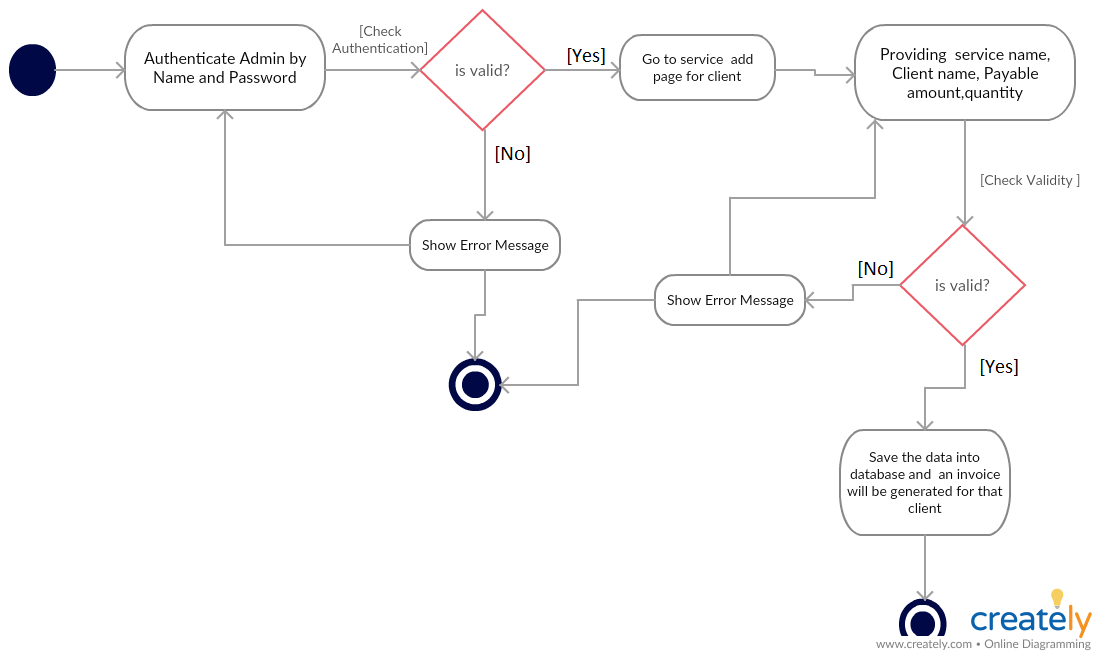 Authenticate Admin by
Name and Password
[Check
Authentication]
is valid?
[Yes]
Go to service add
page for client
Providing service name,
Client name, Payable
amount,quantity
[No]
[Check Validity ]
Show Error Message
[No]
is valid?
Show Error Message
[Yes]
Save the data into
database and an invoice
will be generated for that
client
creately
www.creately.com • Online Diagramming